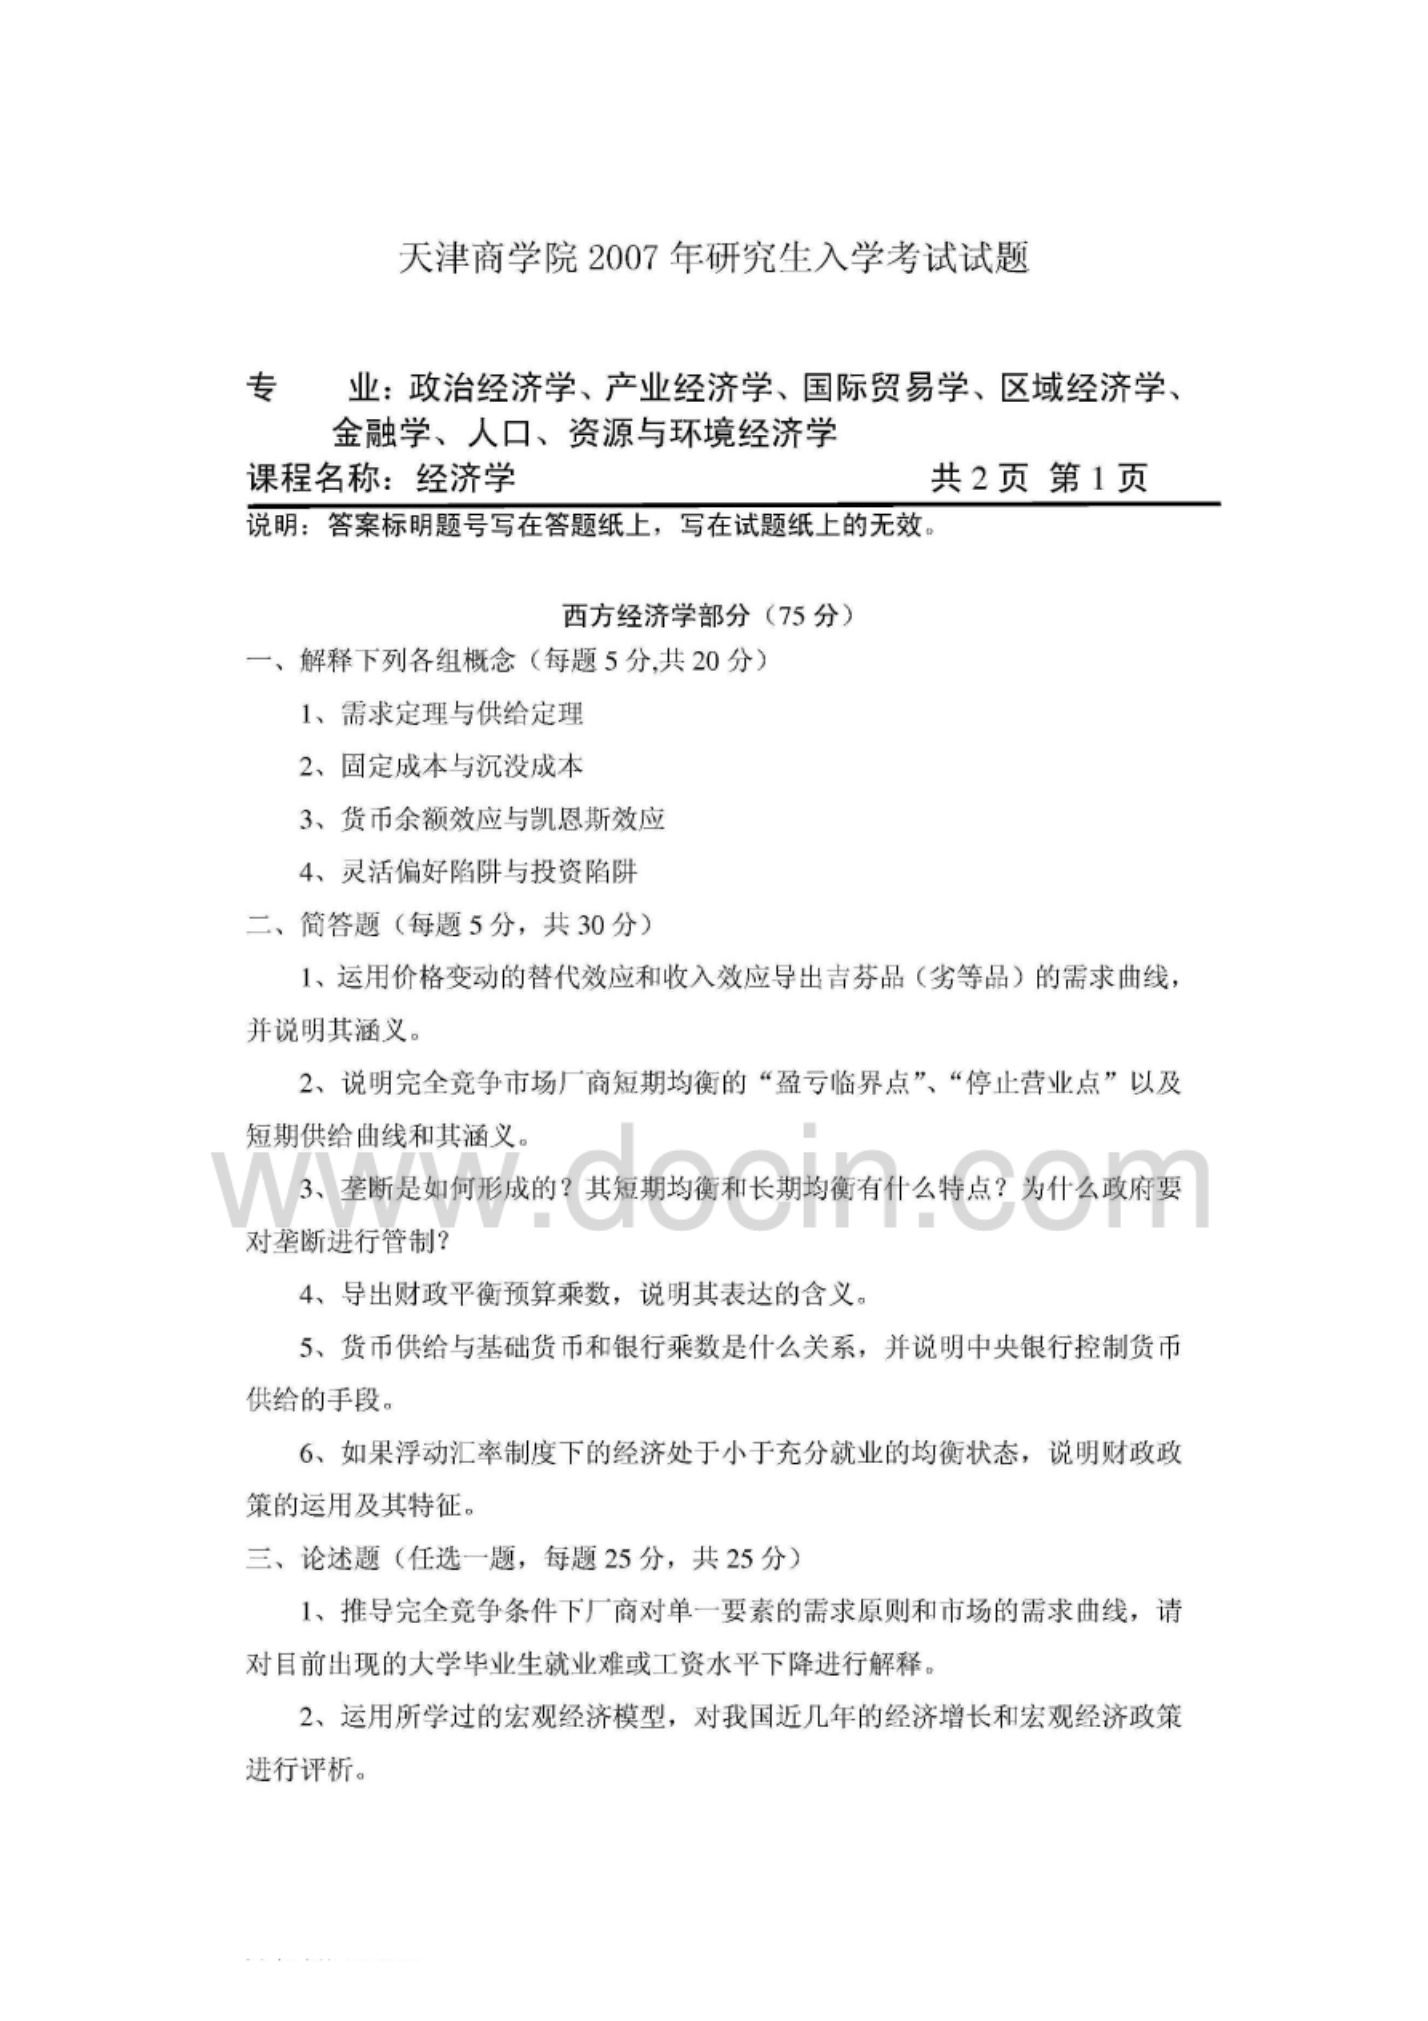 天津商学院 2007 年研究生入学考试试题
专　　业：政治经济学、产业经济学、国际贸易学、区域经济学、
金融学、人口、资源与环境经济学
课程名称：经济学　　共 2 页 第 1 页
说明：答案标明题号写在答题纸上，写在试题纸上的无效。
西方经济学部分（75 分）
一、解释下列各组概念（每题 5 分,共 20 分）
1、需求定理与供给定理
2、固定成本与沉没成本
3、货币余额效应与凯恩斯效应
4、灵活偏好陷阱与投资陷阱
二、简答题（每题 5 分，共 30 分）
1、运用价格变动的替代效应和收入效应导出吉芬品（劣等品）的需求曲线，
并说明其涵义。
2、说明完全竞争市场厂商短期均衡的“盈亏临界点”、“停止营业点”以及
短期供给曲线和其涵义。
www.docin.com
3、垄断是如何形成的？其短期均衡和长期均衡有什么特点？为什么政府要
对垄断进行管制？
4、导出财政平衡预算乘数，说明其表达的含义。
5、货币供给与基础货币和银行乘数是什么关系，并说明中央银行控制货币
供给的手段。
6、如果浮动汇率制度下的经济处于小于充分就业的均衡状态，说明财政政
策的运用及其特征。
三、论述题（任选一题，每题 25 分，共 25 分）
1、推导完全竞争条件下厂商对单一要素的需求原则和市场的需求曲线，请
对目前出现的大学毕业生就业难或工资水平下降进行解释。
2、运用所学过的宏观经济模型，对我国近几年的经济增长和宏观经济政策
进行评析。